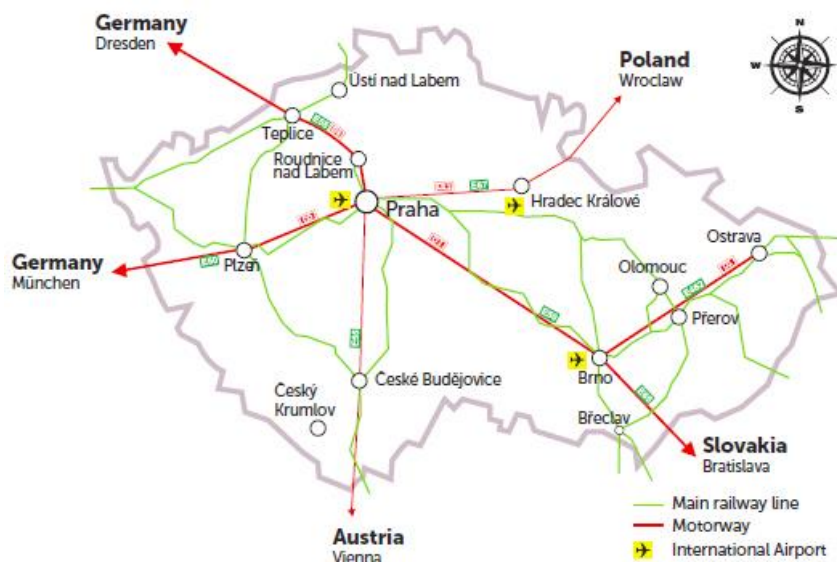 Germany
Dresden
Ústí nad Labem
Poland
Wroclaw
N
W
E
S
Teplice
Roudnice
nad Labem
Praha
Hradec Králové
Germany
München
Plzeň
Ostrava
Olomouc
Přerov
Brno
České Budějovice
Český
Krumlov
Břeclav
Slovakia
Bratislava
Austria
Vienna
Main railway line
Motorway
International Airport